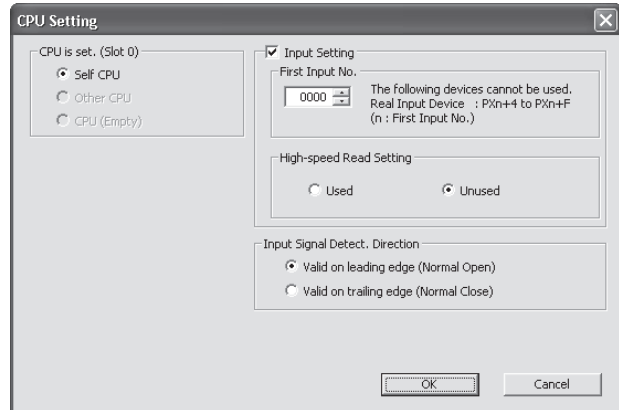 CPU Setting
CPU is set. (Slot 0)
Self CPU
Other CPU
CPU (Empty)
Input Setting
First Input No.
0000
The following devices cannot be used.
Real Input Device : PXn+4 to PXn+F
(n : First Input No.)
High-speed Read Setting
Used
Unused
Input Signal Detect. Direction
Valid on leading edge (Normal Open)
Valid on trailing edge (Normal Close)
OK
Cancel